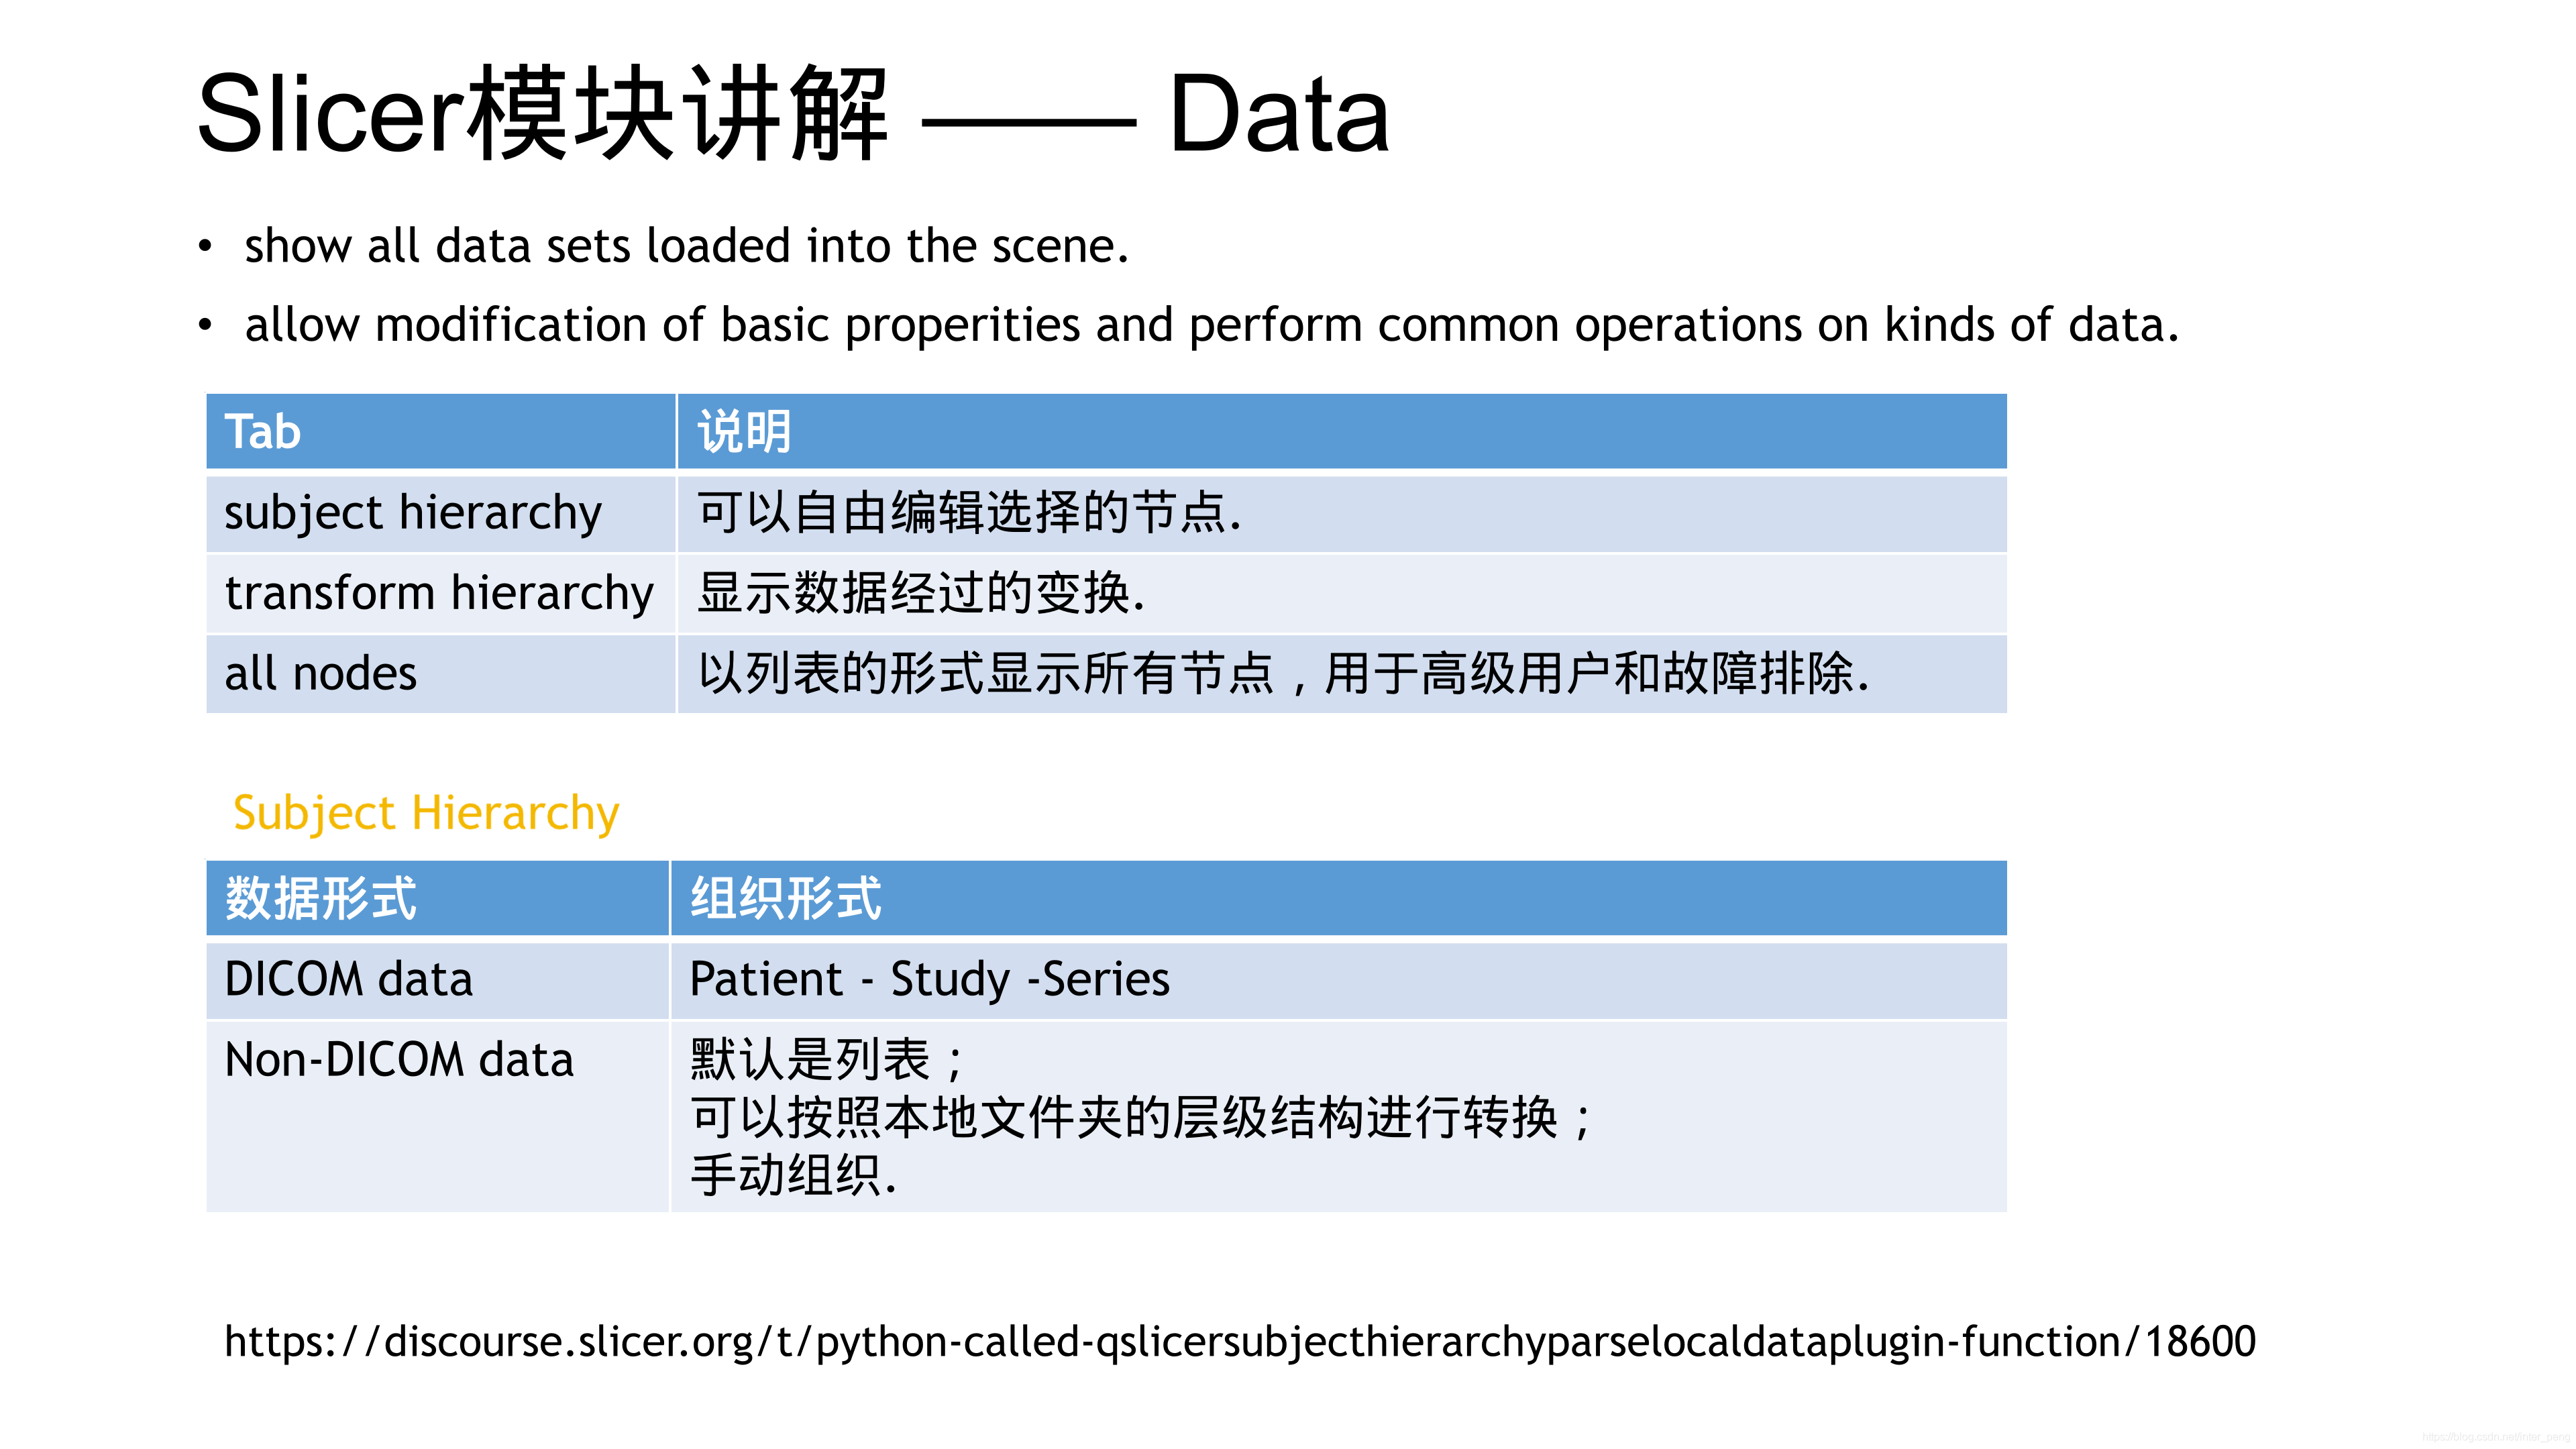 Slicer模块讲解 —— Data
• show all data sets loaded into the scene.
• allow modification of basic properities and perform common operations on kinds of data.
Tab 说明
subject hierarchy 可以自由编辑选择的节点.
transform hierarchy 显示数据经过的变换.
all nodes 以列表的形式显示所有节点，用于高级用户和故障排除.
Subject Hierarchy
数据形式 组织形式
DICOM data Patient - Study -Series
Non-DICOM data 默认是列表；
可以按照本地文件夹的层级结构进行转换；
手动组织.
https://discourse.slicer.org/t/python-called-qslicersubjecthierarchyparselocaldataplugin-function/18600